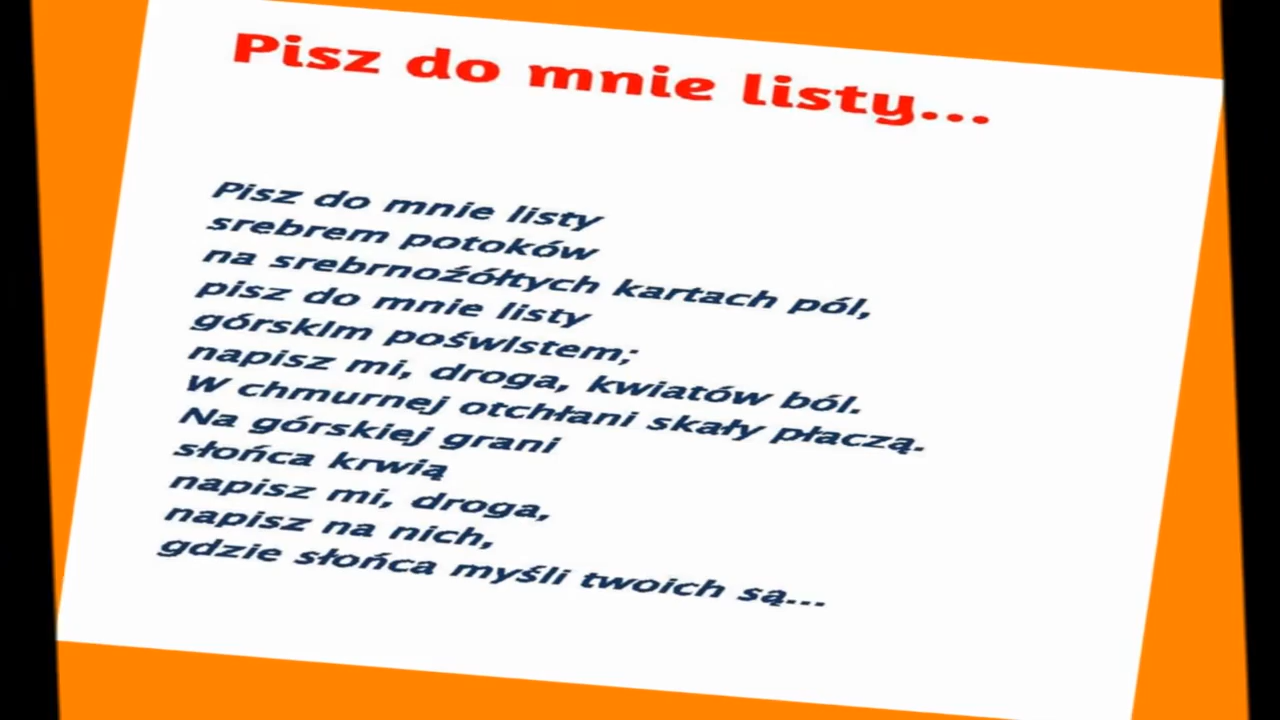 Pisz do mnie listy...
Pisz do mnie listy
srebrem potoków
na srebrnoźółtych kartach pól,
pisz do mnie listy
górskIm pośwIstem;
napisz mi, droga, kwiatów ból.
W chmurnej otchłani skały płaczą.
Na górskiej grani
słońca krwią
napisz mi, droga,
napisz na nich,
gdzie słońca myśli twoich są...